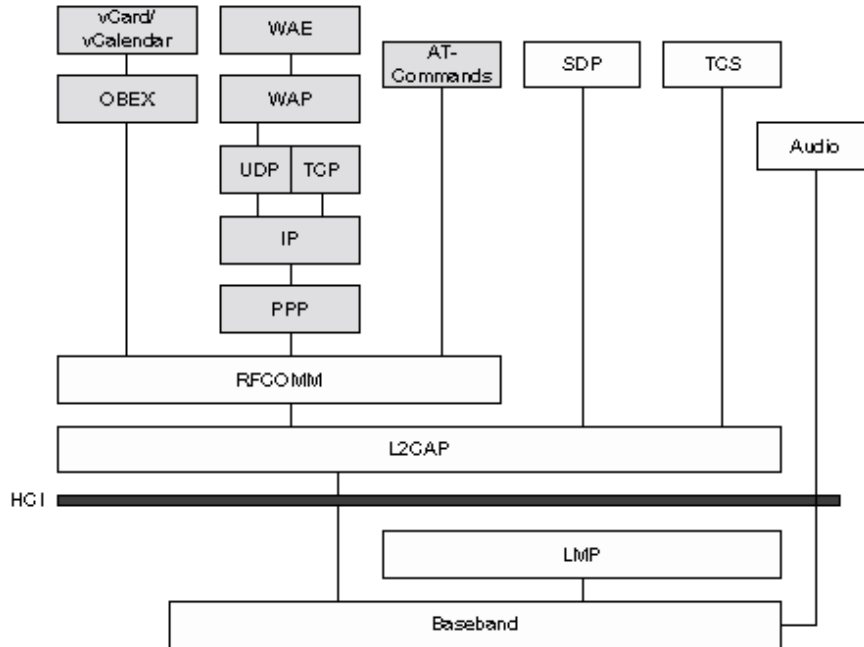 vCard/
vCalendar
WAE
AT-
Commands
SDP
TCS
OBEX
WAP
Audio
UDP
TCP
IP
PPP
RFCOMM
L2CAP
HCI
LMP
Baseband